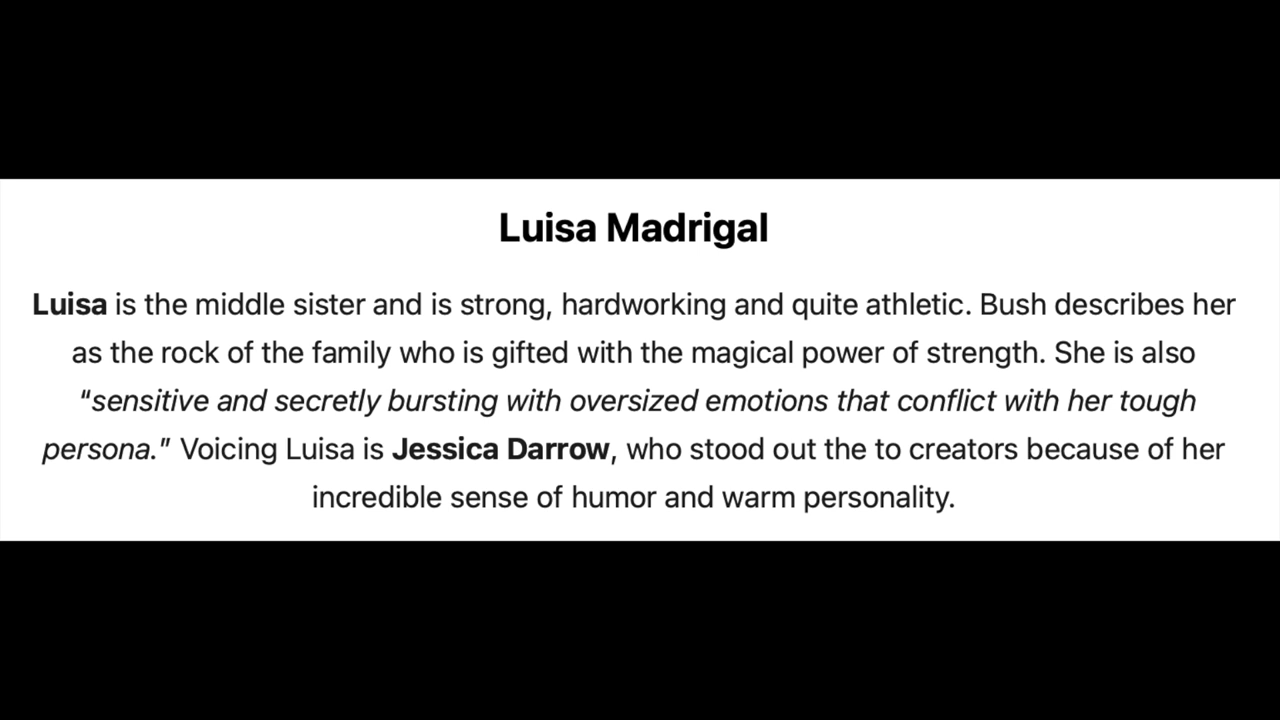 Luisa Madrigal
Luisa is the middle sister and is strong, hardworking and quite athletic. Bush describes her
as the rock of the family who is gifted with the magical power of strength. She is also
“sensitive and secretly bursting with oversized emotions that conflict with her tough
persona.” Voicing Luisa is Jessica Darrow, who stood out the to creators because of her
incredible sense of humor and warm personality.